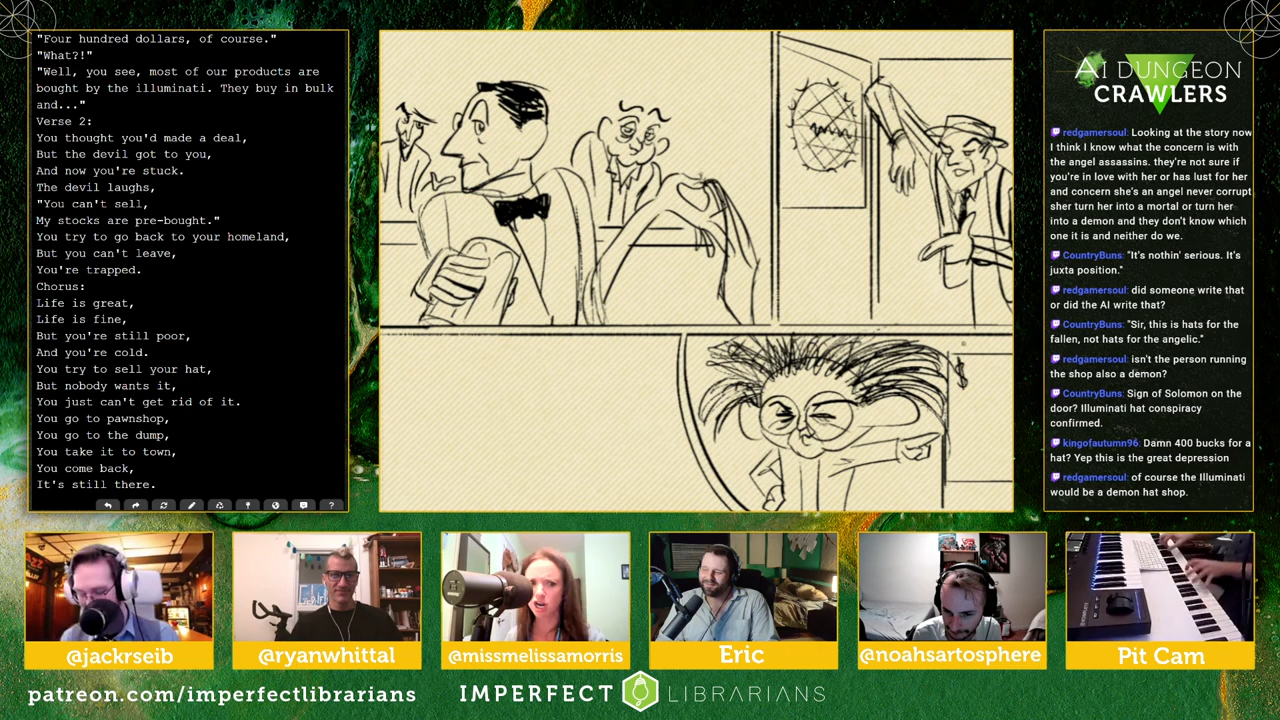 "Four hundred dollars, of course."
"What?!"
"Well, you see, most of our products are
bought by the illuminati. They buy in bulk
and..."
Verse 2:
You thought you'd made a deal,
But the devil got to you,
And now you're stuck.
The devil laughs,
"You can't sell,
My stocks are pre-bought."
You try to go back to your homeland,
But you can't leave,
You're trapped.
Chorus:
Life is great,
Life is fine,
But you're still poor,
And you're cold.
You try to sell your hat,
But nobody wants it,
You just can't get rid of it.
You go to pawnshop,
You go to the dump,
You take it to town,
You come back,
It's still there.
?
AI DUNGEON
CRAWLERS
redgamersoul: Looking at the story now
I think I know what the concern is with
the angel assassins. they're not sure if
you're in love with her or has lust for her
and concern she's an angel never corrupt
sher turn her into a mortal or turn her
into a demon and they don't know which
one it is and neither do we.
CountryBuns: "It's nothin' serious. It's
juxta position."
redgamersoul: did someone write that
or did the AI write that?
CountryBuns: "Sir, this is hats for the
fallen, not hats for the angelic."
redgamersoul: isn't the person running
the shop also a demon?
CountryBuns: Sign of Solomon on the
door? Illuminati hat conspiracy
confirmed.
kingofautumn96: Damn 400 bucks for a
hat? Yep this is the great depression
redgamersoul: of course the Illuminati
would be a demon hat shop.
@jackrseib
@ryanwhittal
@missmelissamorris
Eric
@noahsartosphere
Pit Cam
patreon.com/imperfectlibrarians
IMPERFECT LIBRARIANS